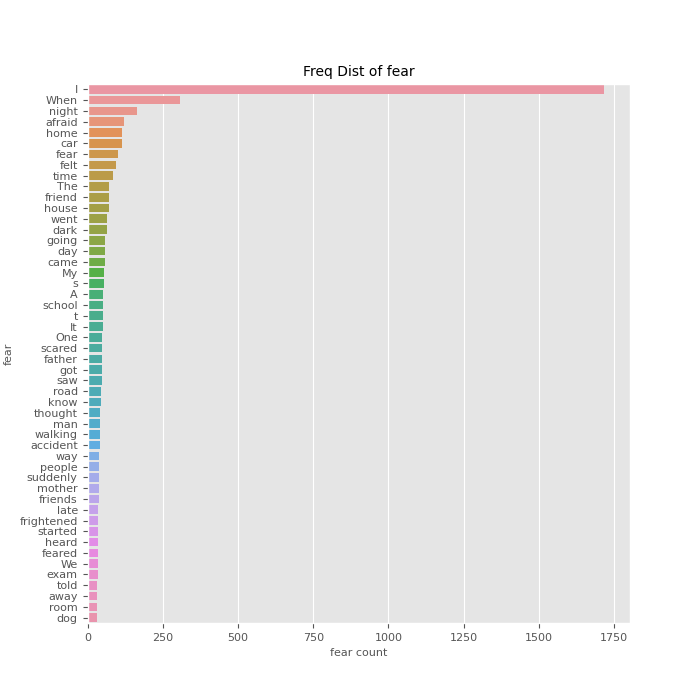 Freq Dist of fear
I
When
night
afraid
home
car
fear
felt
time
The
friend
house
went
dark
going
day
came
My
s
A
school
t
It
One
scared
father
got
saw
road
know
thought
man
walking
accident
way
people
suddenly
mother
friends
late
frightened
started
heard
feared
We
exam
told
away
room
dog
fear
0 250 500 750 1000 1250 1500 1750
fear count